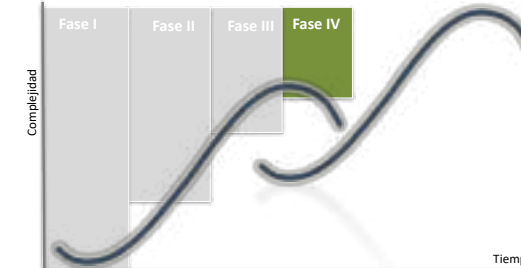 Fase I
Fase II
Fase III
Fase IV
Complejidad
Tiemp